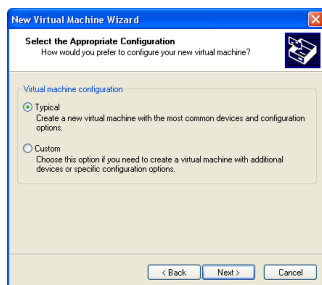 New Virtual Machine Wizard
Select the Appropriate Configuration
How would you prefer to configure your new virtual machine?
Virtual machine configuration
Typical
Create a new virtual machine with the most common devices and configuration
options.
Custom
Choose this option if you need to create a virtual machine with additional
devices or specific configuration options.
< Back
Next >
Cancel